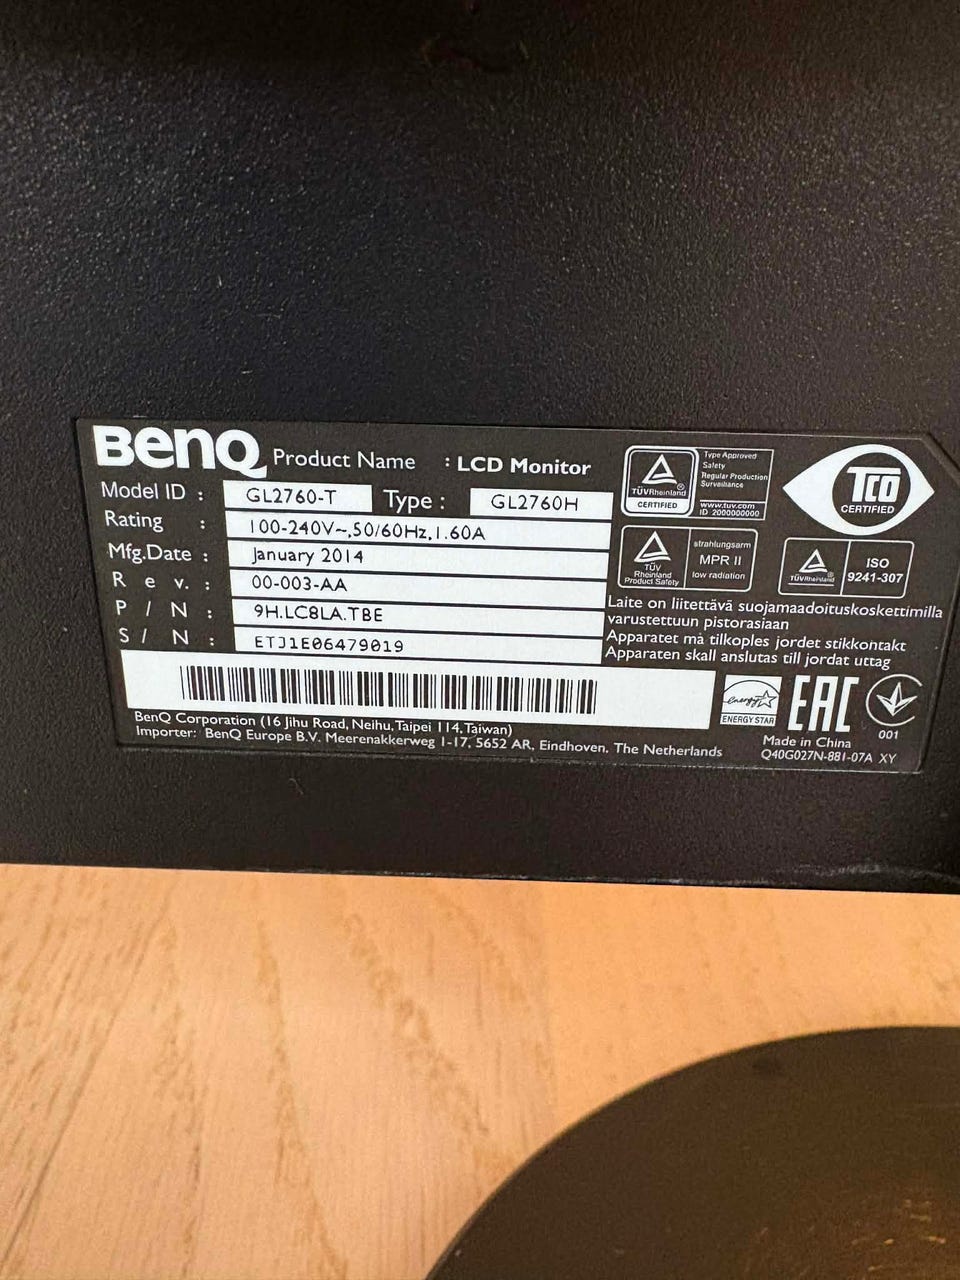 BenQ Product Name : LCD Monitor
Model ID : GL2760-T Type : GL2760H
Rating : 100-240V~,50/60Hz,1.60A
Mfg.Date : January 2014
R e v. : 00-003-AA
P / N : 9H.LC8LA.TBE
S / N : ETJ1E06479019
BenQ Corporation (16 Jihu Road, Neihu, Taipei 114, Taiwan)
Importer: BenQ Europe B.V. Meerenakkerweg 1-17, 5652 AR, Eindhoven, The Netherlands
TÜVRheinland
CERTIFIED
Type Approved
Safety
Regular Production
Surveillance
www.tuv.com
ID 2000000000
TCO
CERTIFIED
TÜV
Rheinland
Product Safety
strahlungsarm
MPR II
low radiation
TÜVRheinland
ISO
9241-307
Laite on liitettävä suojamaadoituskoskettimilla
varustettuun pistorasiaan
Apparatet må tilkoples jordet stikkontakt
Apparaten skall anslutas till jordat uttag
energy
ENERGY STAR
EAC
001
Made in China
Q40G027N-881-07A XY